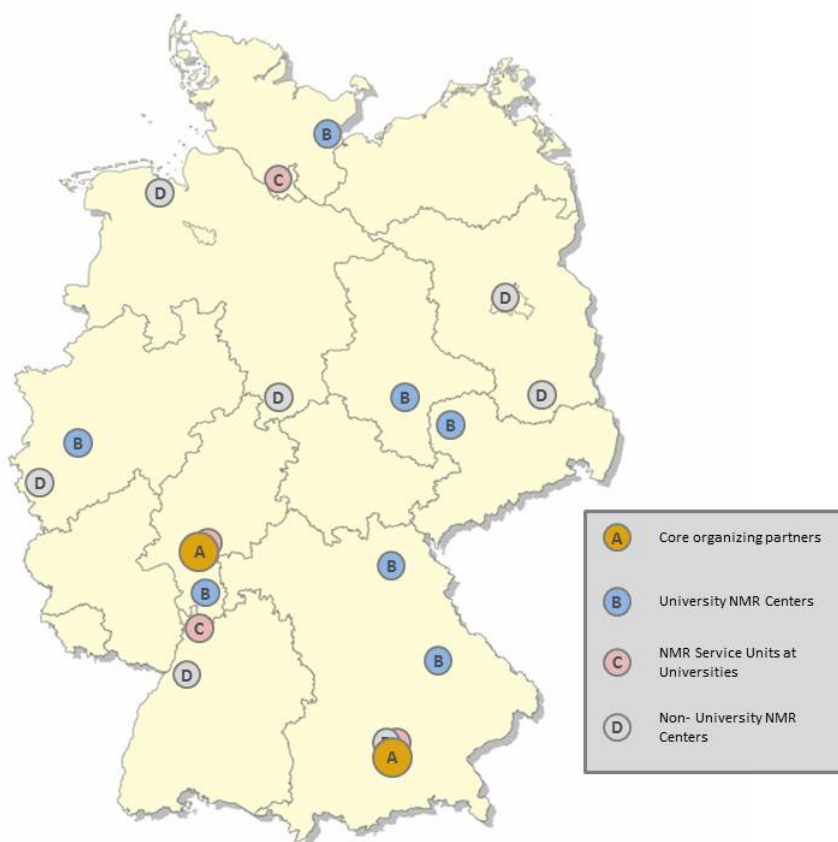 B
C
D
D
D
B
D
B
B
D
A
B
B
C
B
D
A
A Core organizing partners
B University NMR Centers
C NMR Service Units at
Universities
D Non- University NMR
Centers